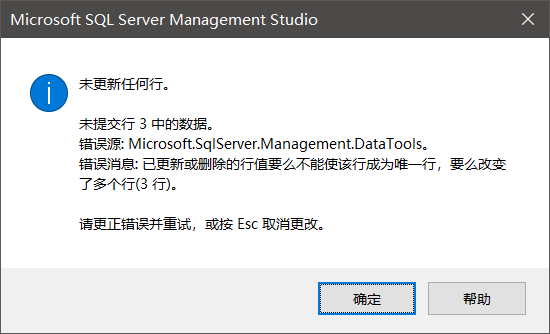 Microsoft SQL Server Management Studio
未更新任何行。
未提交行 3 中的数据。
错误源: Microsoft.SqlServer.Management.DataTools。
错误消息: 已更新或删除的行值要么不能使该行成为唯一行，要么改变
了多个行(3 行)。
请更正错误并重试，或按 Esc 取消更改。
确定
帮助